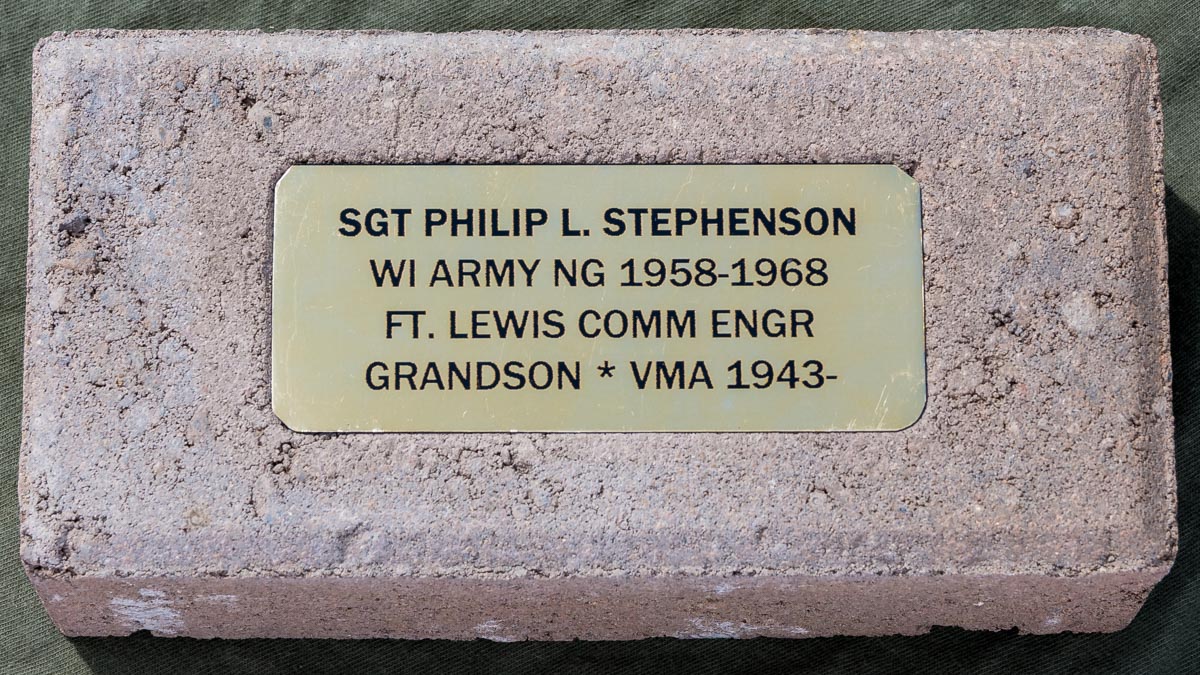 SGT PHILIP L. STEPHENSON
WI ARMY NG 1958-1968
FT. LEWIS COMM ENGR
GRANDSON * VMA 1943-